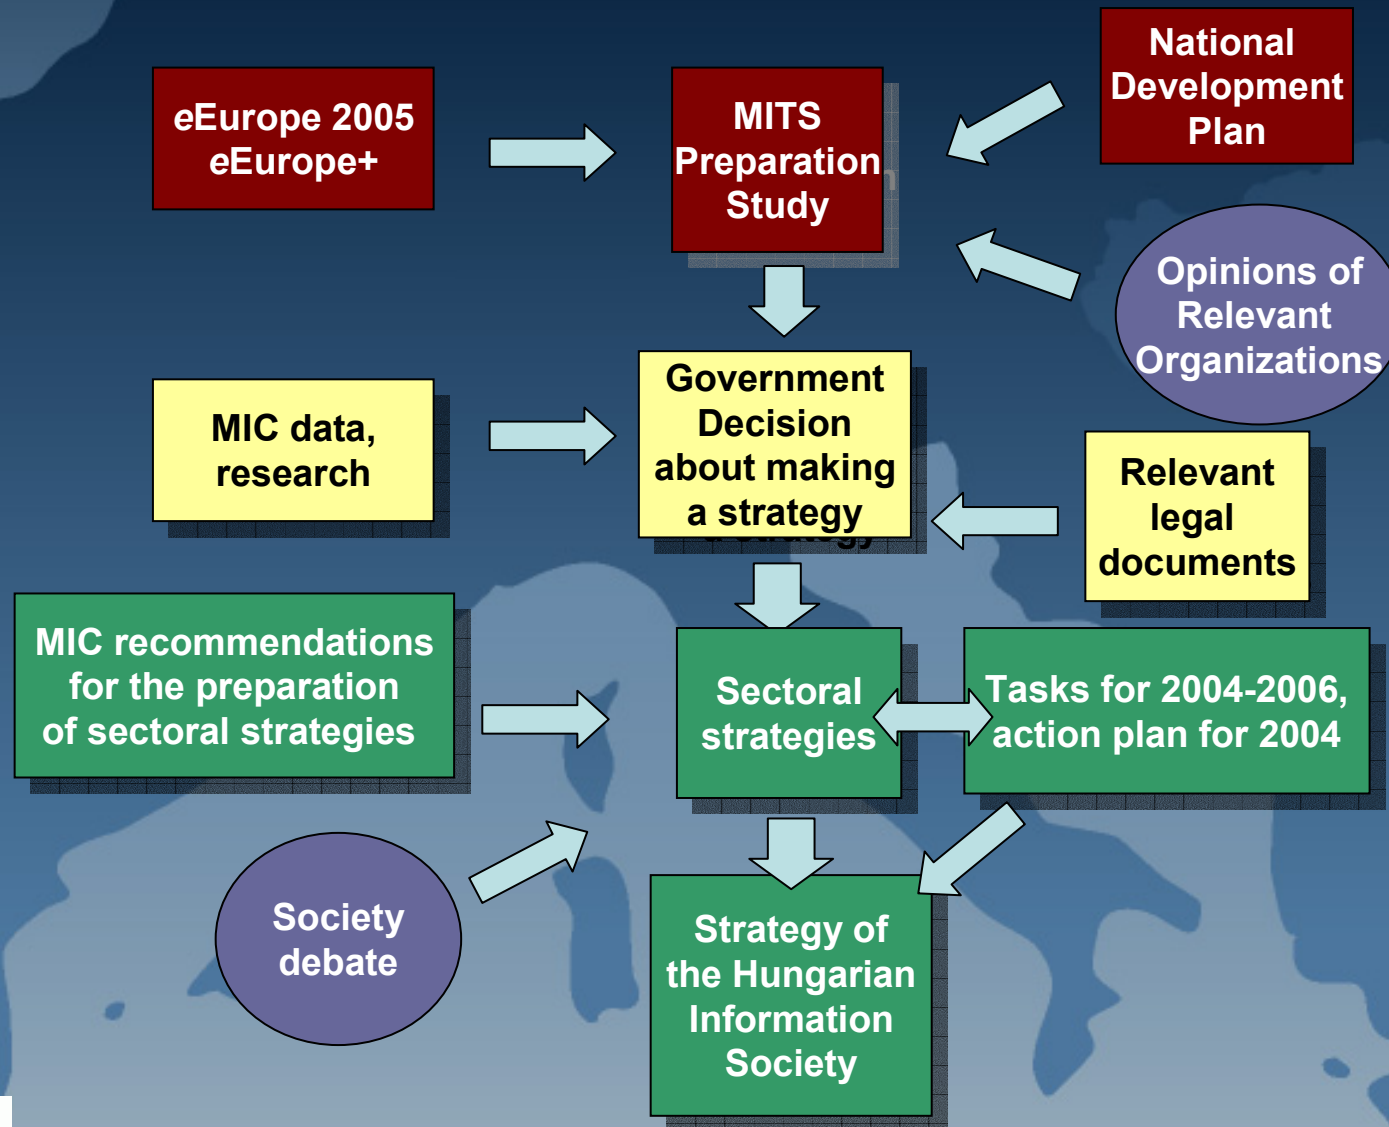 eEurope 2005
eEurope+
MITS
Preparation
Study
National
Development
Plan
Opinions of
Relevant
Organizations
MIC data,
research
Government
Decision
about making
a strategy
Relevant
legal
documents
MIC recommendations
for the preparation
of sectoral strategies
Sectoral
strategies
Tasks for 2004-2006,
action plan for 2004
Society
debate
Strategy of
the Hungarian
Information
Society